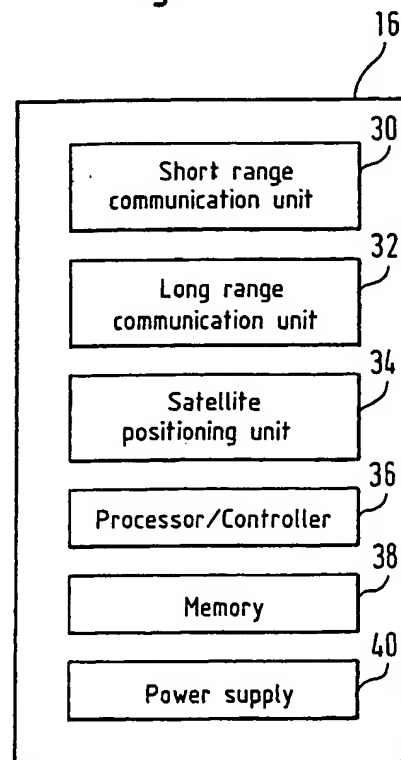 16
30
Short range
communication unit
32
Long range
communication unit
34
Satellite
positioning unit
36
Processor/Controller
38
Memory
40
Power supply